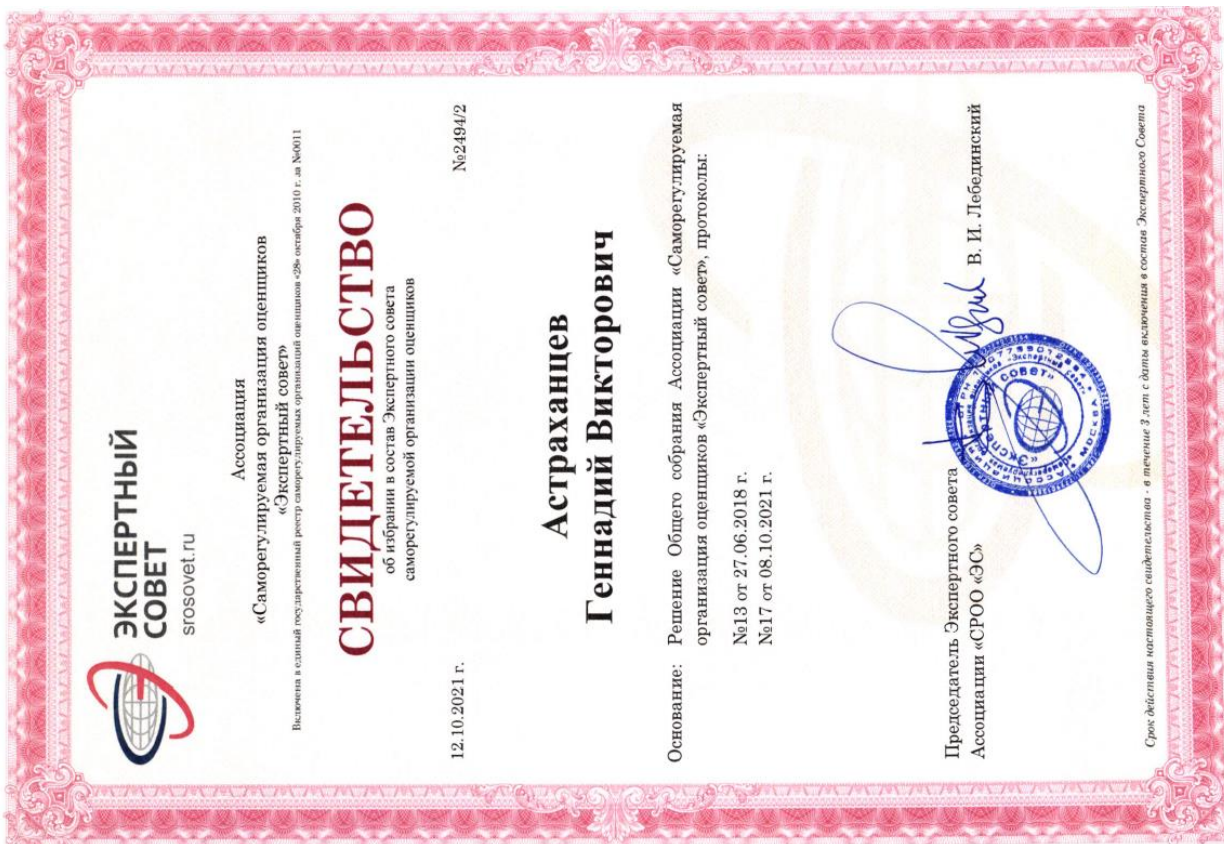 ЭКСПЕРТНЫЙ
СОВЕТ
srosovet.ru
Ассоциация
«Саморегулируемая организация оценщиков
«Экспертный совет»
Включена в единый государственный реестр саморегулируемых организаций оценщиков «28» октября 2010 г. за №0011
СВИДЕТЕЛЬСТВО
об избрании в состав Экспертного совета
саморегулируемой организации оценщиков
12.10.2021 г. №2494/2
Астраханцев
Геннадий Викторович
Основание: Решение Общего собрания Ассоциации «Саморегулируемая
организация оценщиков «Экспертный совет», протоколы:
№13 от 27.06.2018 г.
№17 от 08.10.2021 г.
Председатель Экспертного совета
Ассоциации «СРОО «ЭС» В. И. Лебединский
«ЭКСПЕРТНЫЙ СОВЕТ»
МОСКВА
Срок действия настоящего свидетельства - в течение 3 лет с даты включения в состав Экспертного Совета